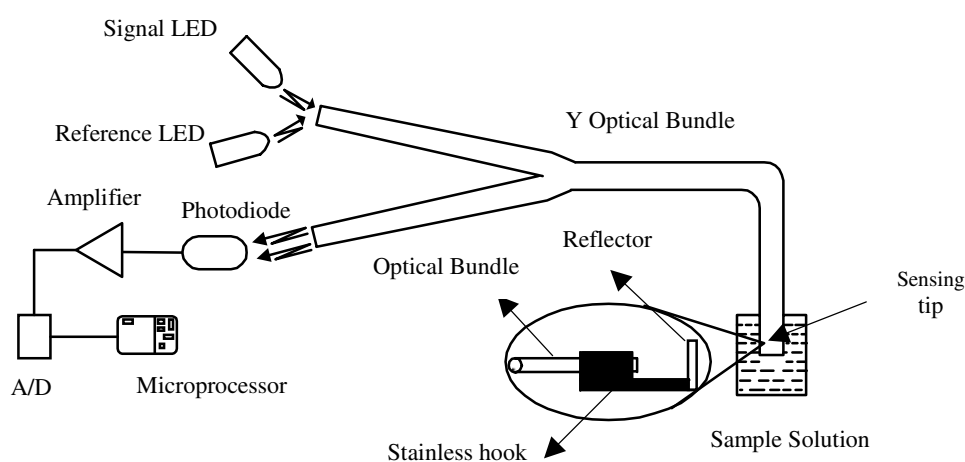 Signal LED
Reference LED
Y Optical Bundle
Amplifier
Photodiode
Reflector
Optical Bundle
Sensing
tip
A/D
Microprocessor
Stainless hook
Sample Solution